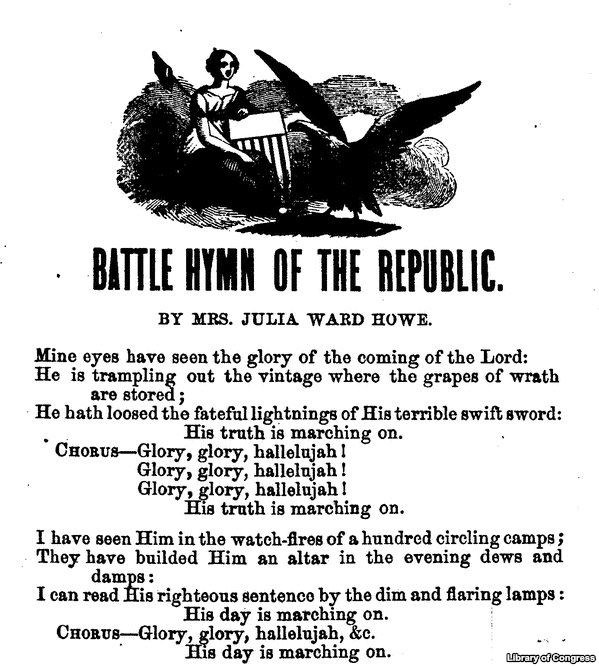 BATTLE HYMN OF THE REPUBLIC.
BY MRS. JULIA WARD HOWE.
Mine eyes have seen the glory of the coming of the Lord:
He is trampling out the vintage where the grapes of wrath
are stored;
He hath loosed the fateful lightnings of His terrible swift sword:
His truth is marching on.
CHORUS—Glory, glory, hallelujah!
Glory, glory, hallelujah!
Glory, glory, hallelujah!
His truth is marching on.
I have seen Him in the watch-fires of a hundred circling camps;
They have builded Him an altar in the evening dews and
damps:
I can read His righteous sentence by the dim and flaring lamps:
His day is marching on.
CHORUS—Glory, glory, hallelujah, &c.
His day is marching on.
Library of Congress